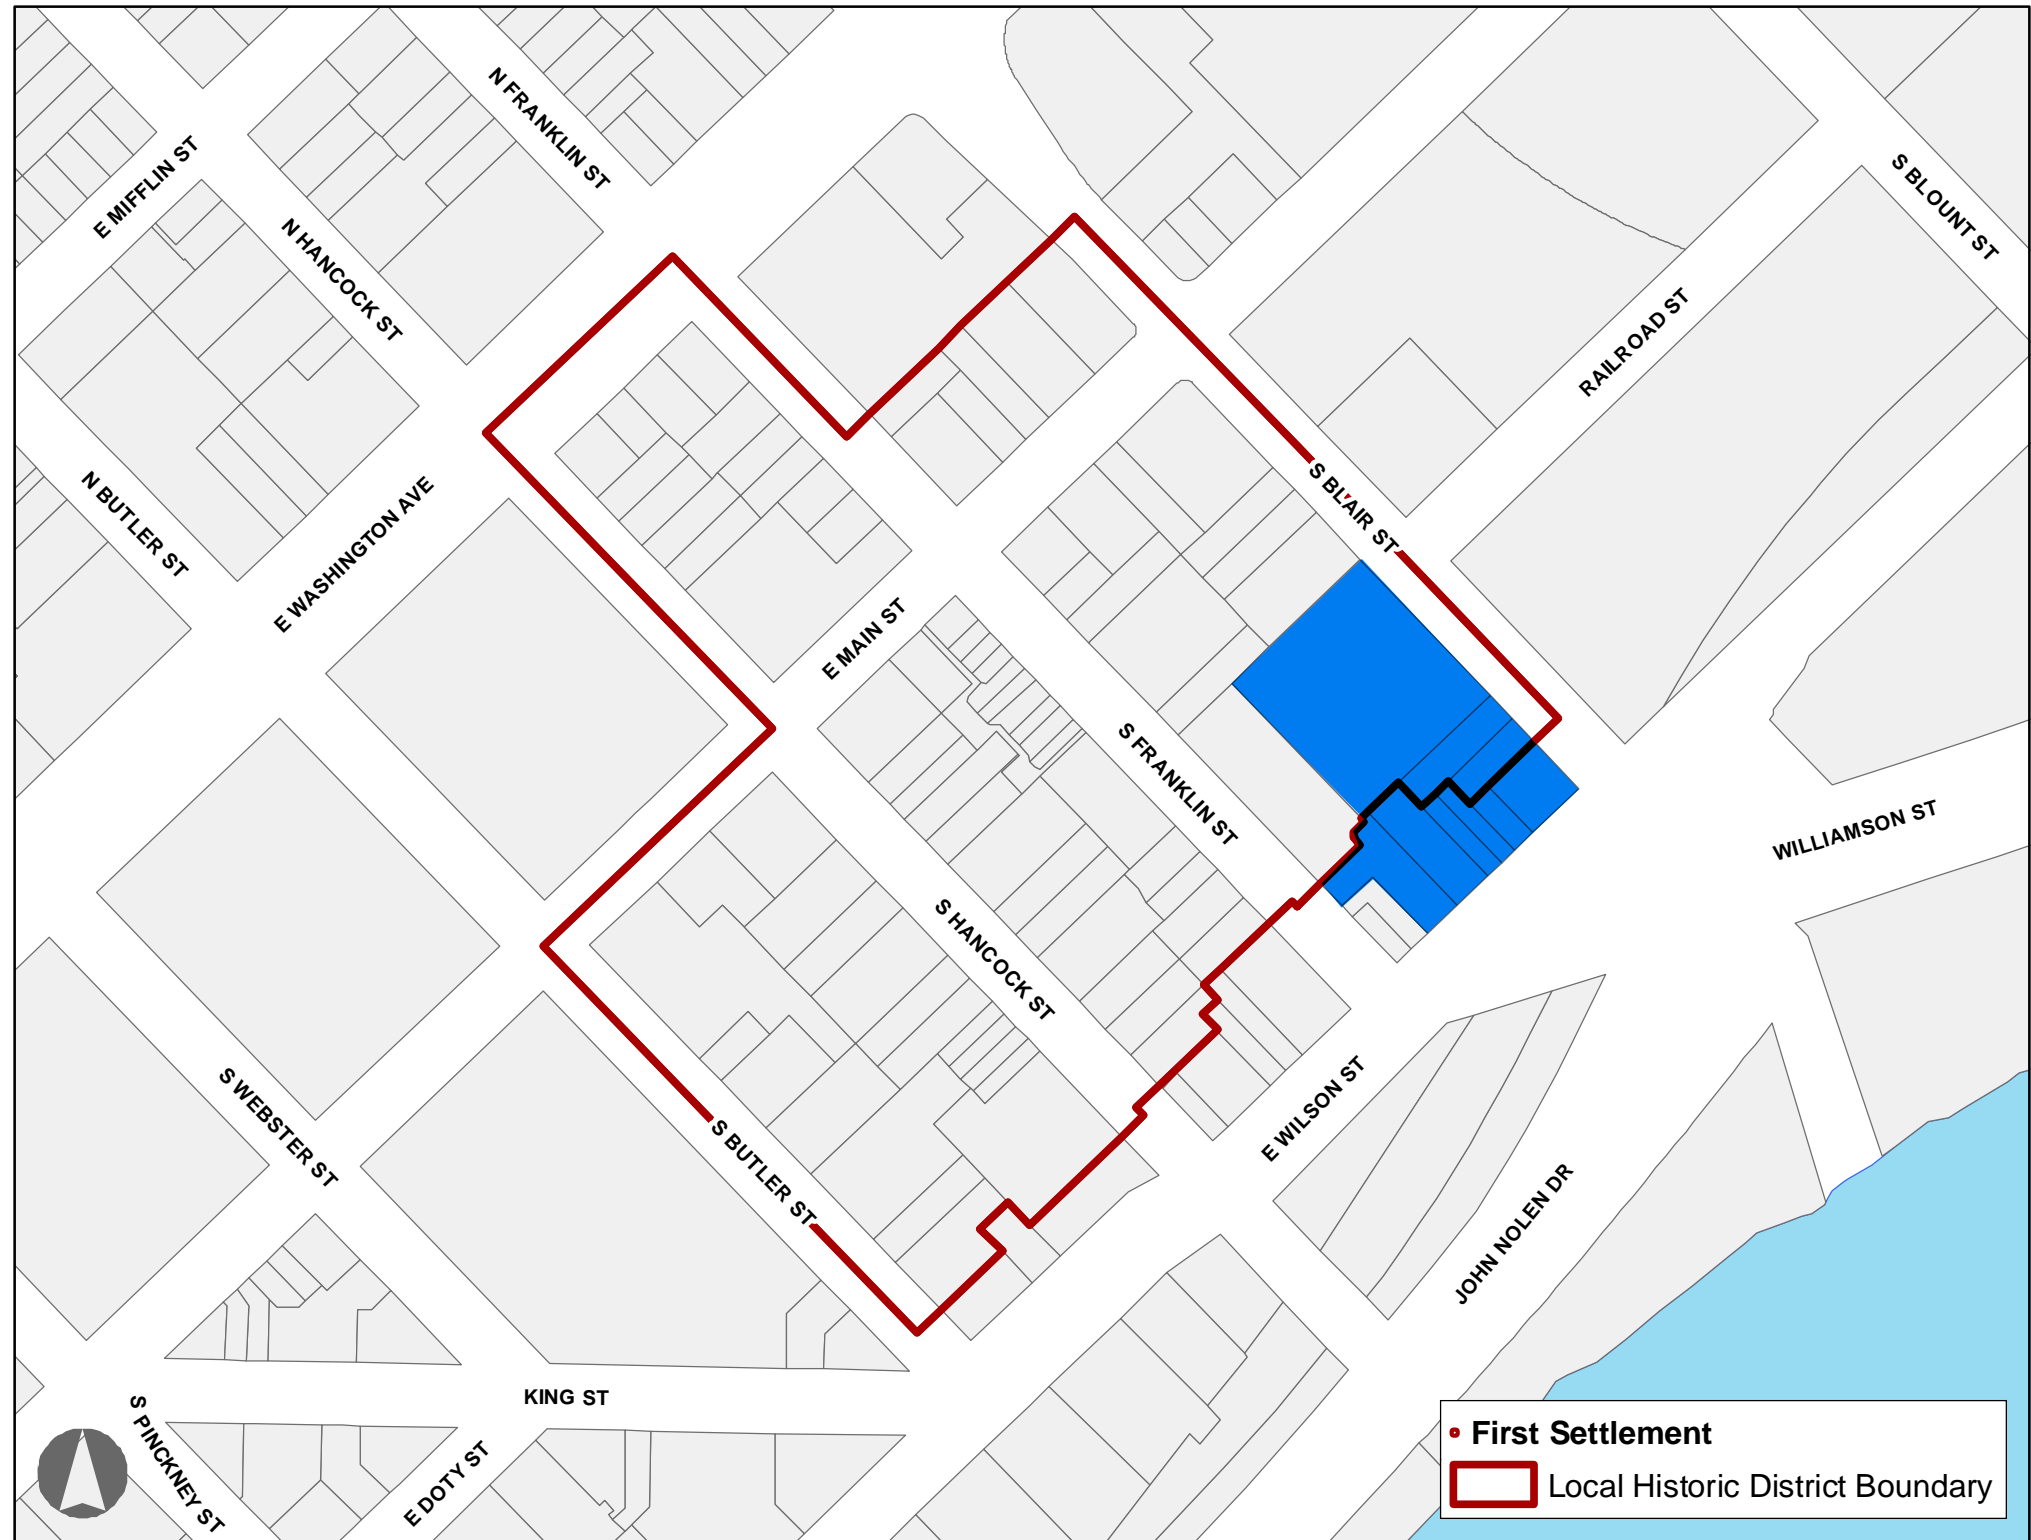 N FRANKLIN ST
E MIFFLIN ST
S BLOUNT ST
N HANCOCK ST
RAILROAD ST
N BUTLER ST
E WASHINGTON AVE
S BLAIR ST
E MAIN ST
S FRANKLIN ST
WILLIAMSON ST
S HANCOCK ST
S WEBSTER ST
S BUTLER ST
E WILSON ST
JOHN NOLEN DR
KING ST
S PINCKNEY ST
E DOTY ST
First Settlement
Local Historic District Boundary